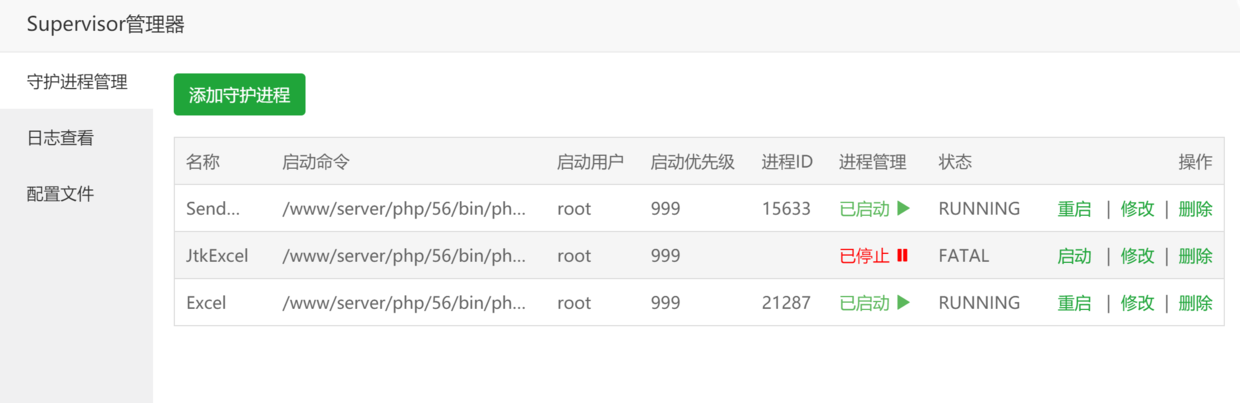 Supervisor管理器
守护进程管理
日志查看
配置文件
添加守护进程
名称 启动命令 启动用户 启动优先级 进程ID 进程管理 状态 操作
Send... /www/server/php/56/bin/ph... root 999 15633 已启动 RUNNING 重启 | 修改 | 删除
JtkExcel /www/server/php/56/bin/ph... root 999 已停止 FATAL 启动 | 修改 | 删除
Excel /www/server/php/56/bin/ph... root 999 21287 已启动 RUNNING 重启 | 修改 | 删除